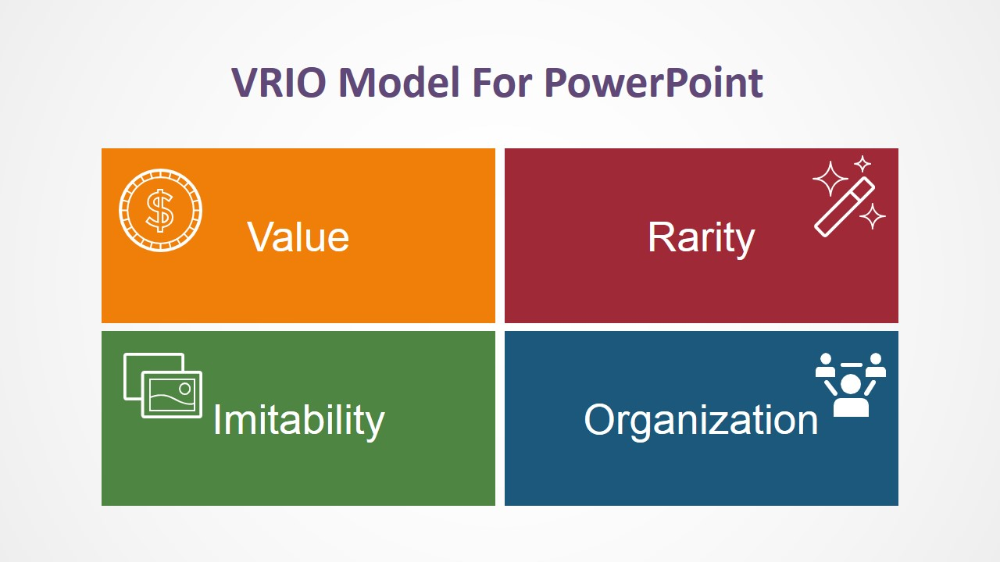 VRIO Model For PowerPoint
Value
Rarity
Imitability
Organization